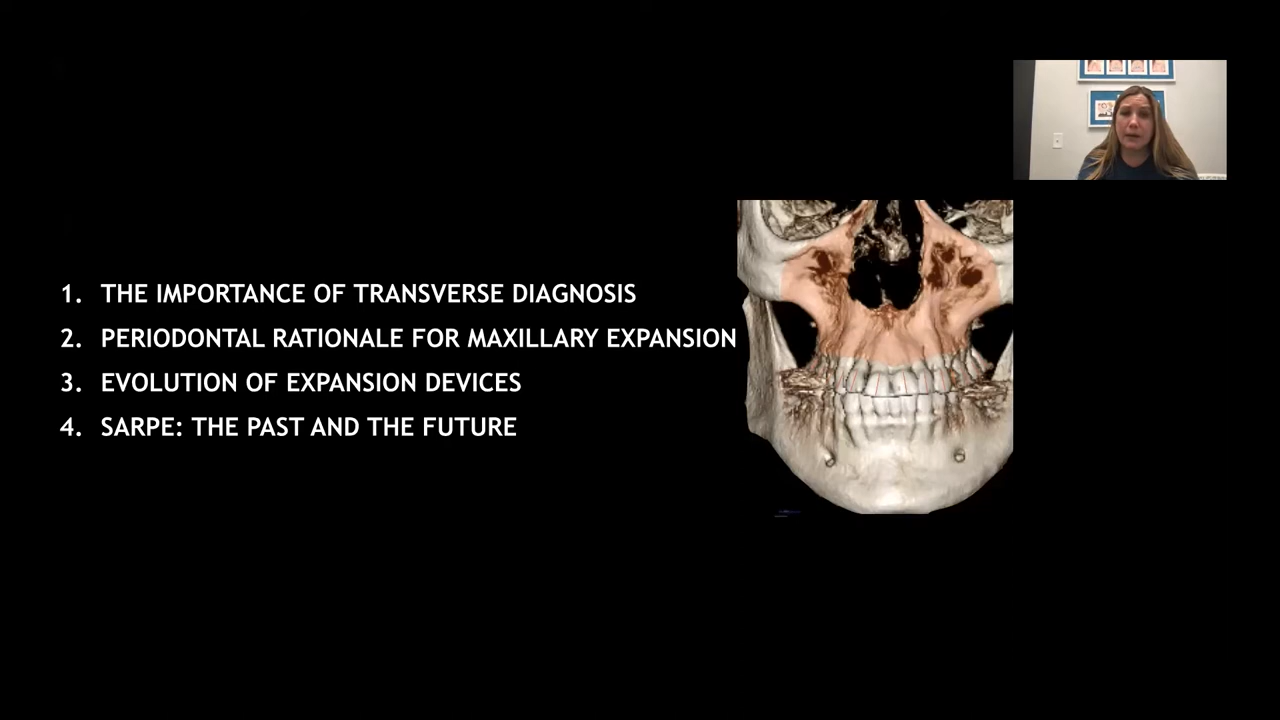 1. THE IMPORTANCE OF TRANSVERSE DIAGNOSIS
2. PERIODONTAL RATIONALE FOR MAXILLARY EXPANSION
3. EVOLUTION OF EXPANSION DEVICES
4. SARPE: THE PAST AND THE FUTURE